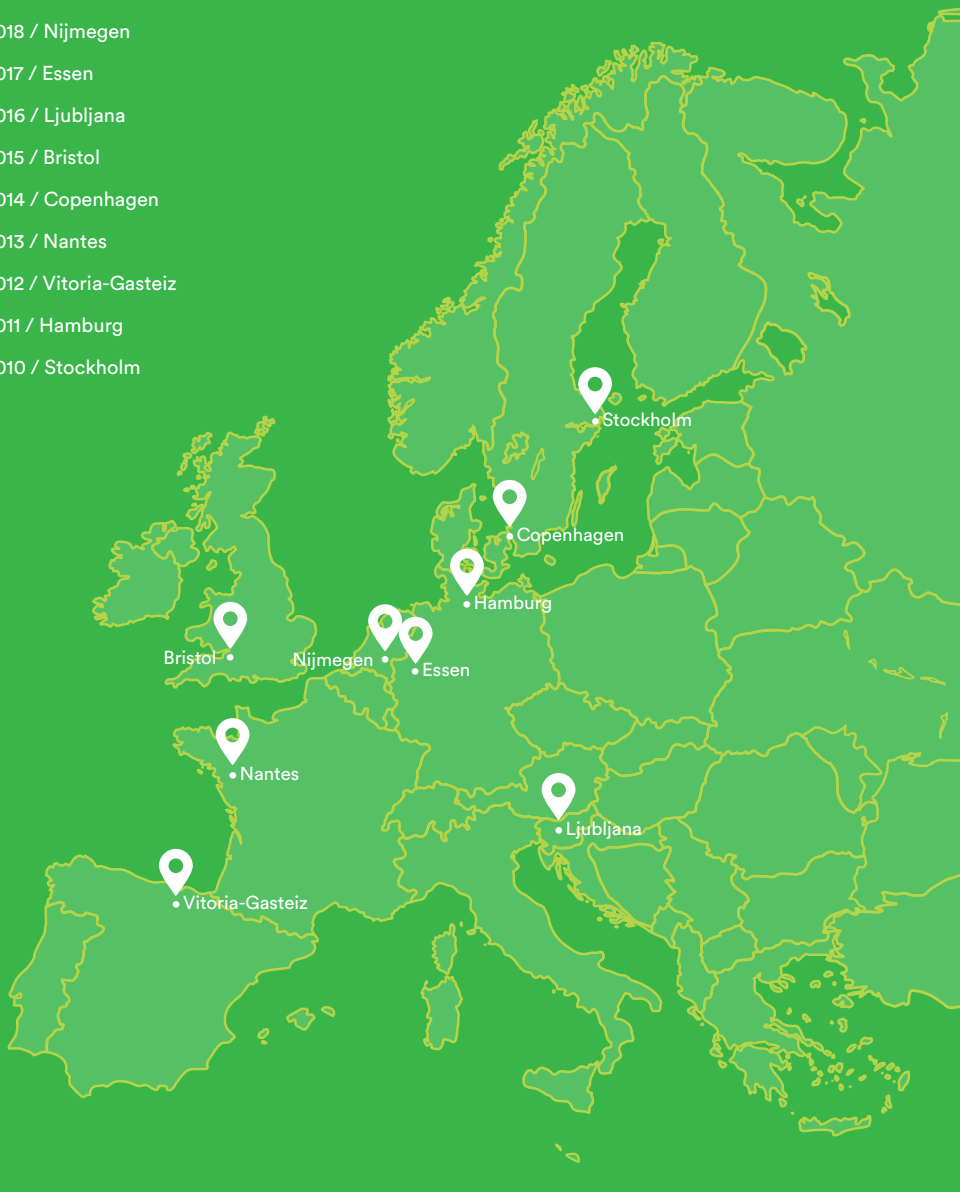 018 / Nijmegen
017 / Essen
016 / Ljubljana
015 / Bristol
014 / Copenhagen
013 / Nantes
012 / Vitoria-Gasteiz
011 / Hamburg
010 / Stockholm
Stockholm
Copenhagen
Hamburg
Bristol
Nijmegen
Essen
Nantes
Ljubljana
Vitoria-Gasteiz